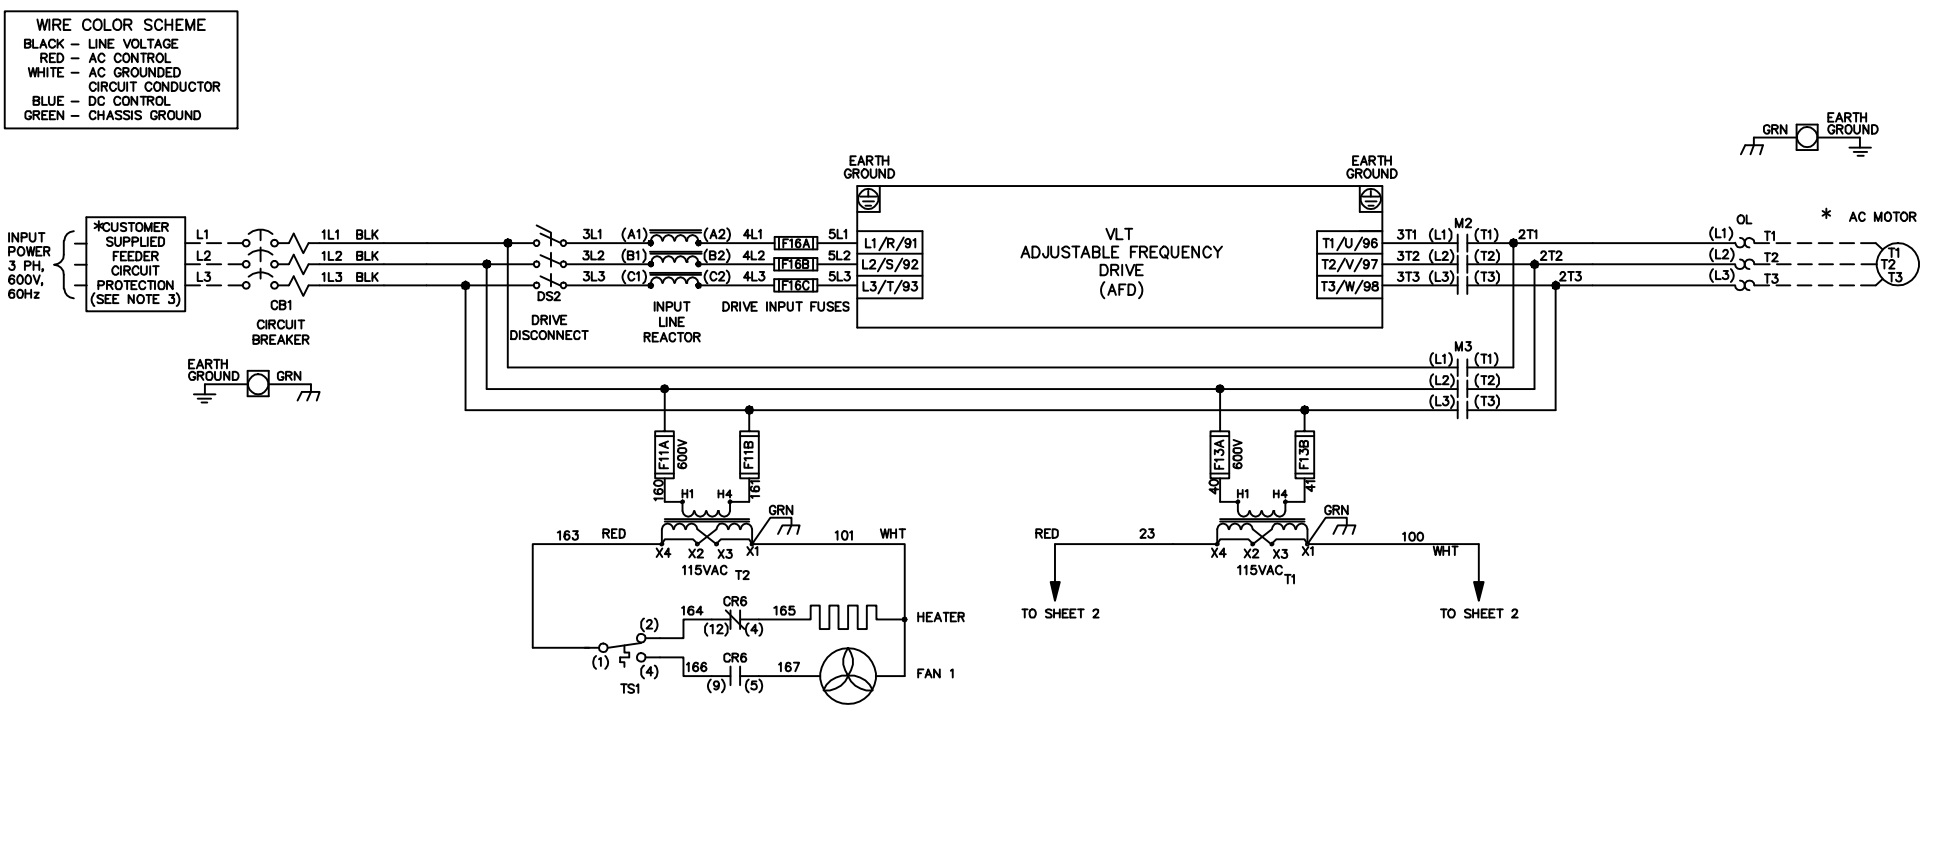 WIRE COLOR SCHEME
BLACK – LINE VOLTAGE
RED – AC CONTROL
WHITE – AC GROUNDED
CIRCUIT CONDUCTOR
BLUE – DC CONTROL
GREEN – CHASSIS GROUND
GRN
EARTH
GROUND
EARTH
GROUND
EARTH
GROUND
INPUT
POWER
3 PH,
600V,
60Hz
*CUSTOMER
SUPPLIED
FEEDER
CIRCUIT
PROTECTION
(SEE NOTE 3)
L1
L2
L3
CB1
CIRCUIT
BREAKER
1L1 BLK
1L2 BLK
1L3 BLK
DS2
DRIVE
DISCONNECT
3L1 (A1) (A2) 4L1 F16A 5L1
3L2 (B1) (B2) 4L2 F16B 5L2
3L3 (C1) (C2) 4L3 F16C 5L3
INPUT
LINE
REACTOR
DRIVE INPUT FUSES
L1/R/91
L2/S/92
L3/T/93
VLT
ADJUSTABLE FREQUENCY
DRIVE
(AFD)
T1/U/96
T2/V/97
T3/W/98
M2
3T1 (L1) (T1) 2T1
3T2 (L2) (T2) 2T2
3T3 (L3) (T3) 2T3
OL
(L1) T1
(L2) T2
(L3) T3
* AC MOTOR
T1
T2
T3
M3
(L1) (T1)
(L2) (T2)
(L3) (T3)
EARTH
GROUND
GRN
F11A
600V
F11B
160
161
H1 H4
GRN
163 RED
X4 X2 X3 X1
101 WHT
115VAC T2
164 CR6 165
(12) (4)
HEATER
(2)
(1)
(4)
TS1
166 CR6 167
(9) (5)
FAN 1
F13A
600V
F13B
40
41
H1 H4
GRN
RED 23
X4 X2 X3 X1
100
WHT
115VAC T1
TO SHEET 2
TO SHEET 2